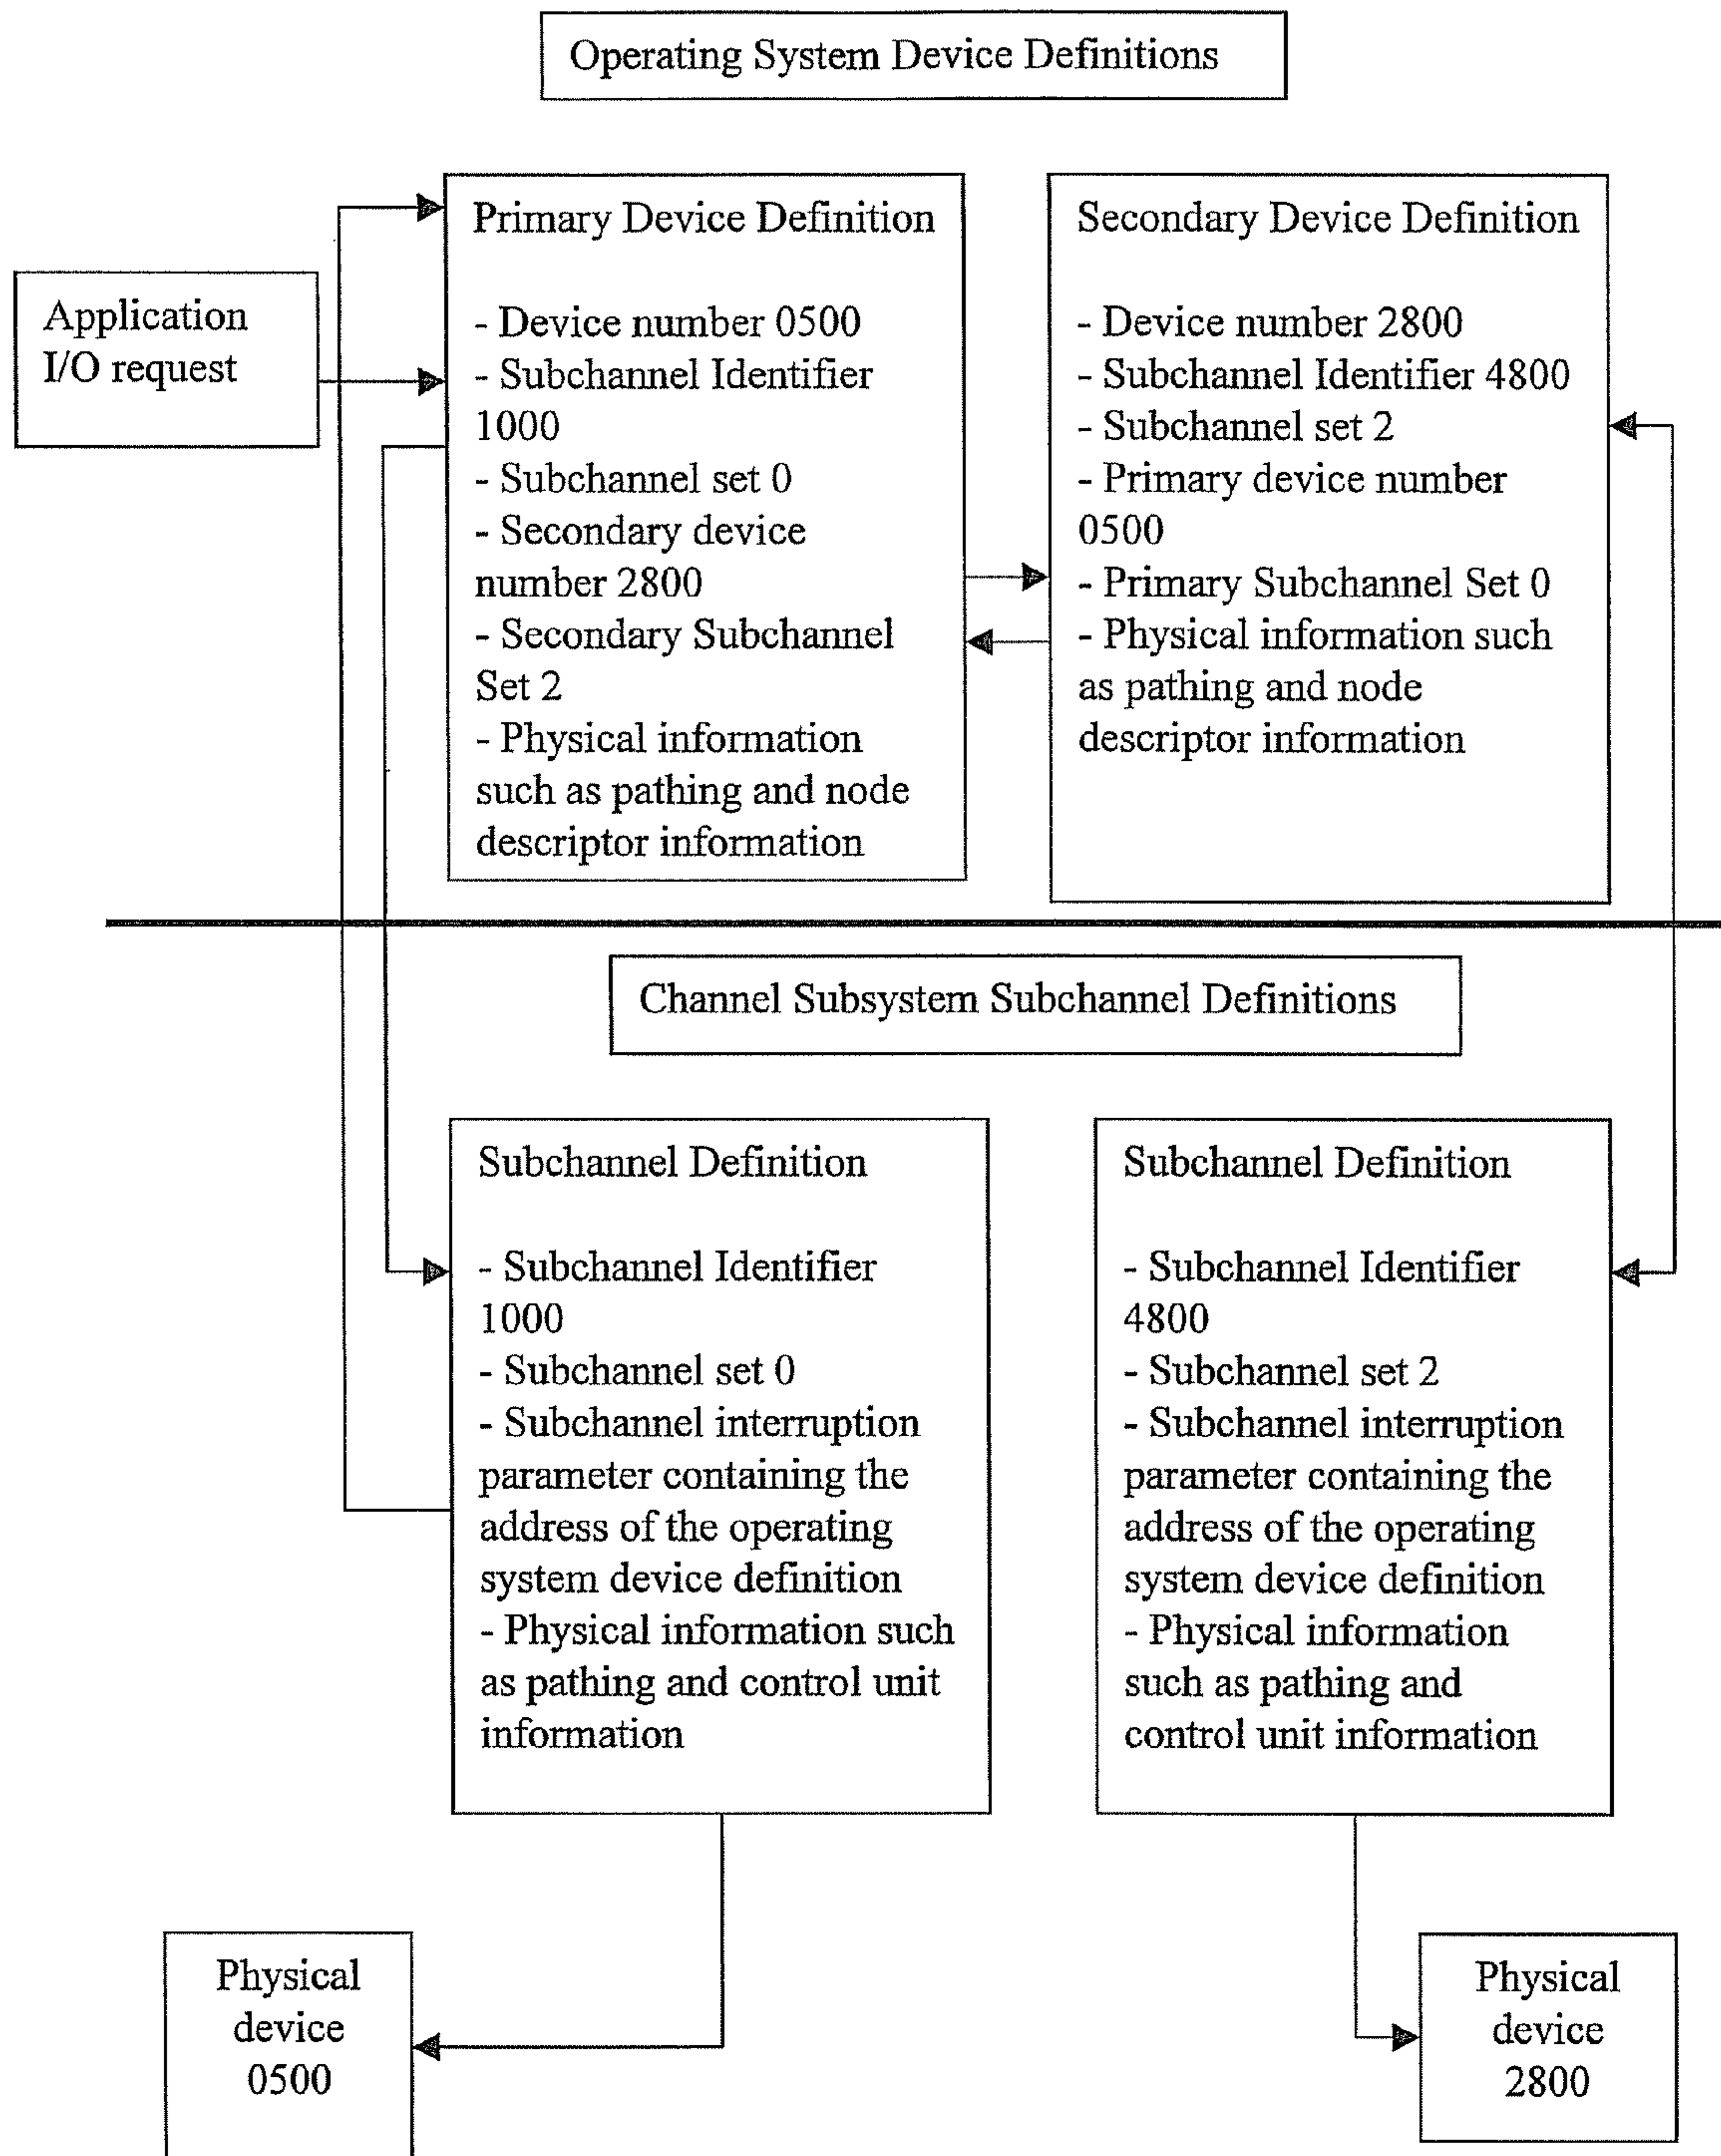 Operating System Device Definitions
Application
I/O request
Primary Device Definition
- Device number 0500
- Subchannel Identifier
1000
- Subchannel set 0
- Secondary device
number 2800
- Secondary Subchannel
Set 2
- Physical information
such as pathing and node
descriptor information
Secondary Device Definition
- Device number 2800
- Subchannel Identifier 4800
- Subchannel set 2
- Primary device number
0500
- Primary Subchannel Set 0
- Physical information such
as pathing and node
descriptor information
Channel Subsystem Subchannel Definitions
Subchannel Definition
- Subchannel Identifier
1000
- Subchannel set 0
- Subchannel interruption
parameter containing the
address of the operating
system device definition
- Physical information such
as pathing and control unit
information
Subchannel Definition
- Subchannel Identifier
4800
- Subchannel set 2
- Subchannel interruption
parameter containing the
address of the operating
system device definition
- Physical information
such as pathing and
control unit information
Physical
device
0500
Physical
device
2800